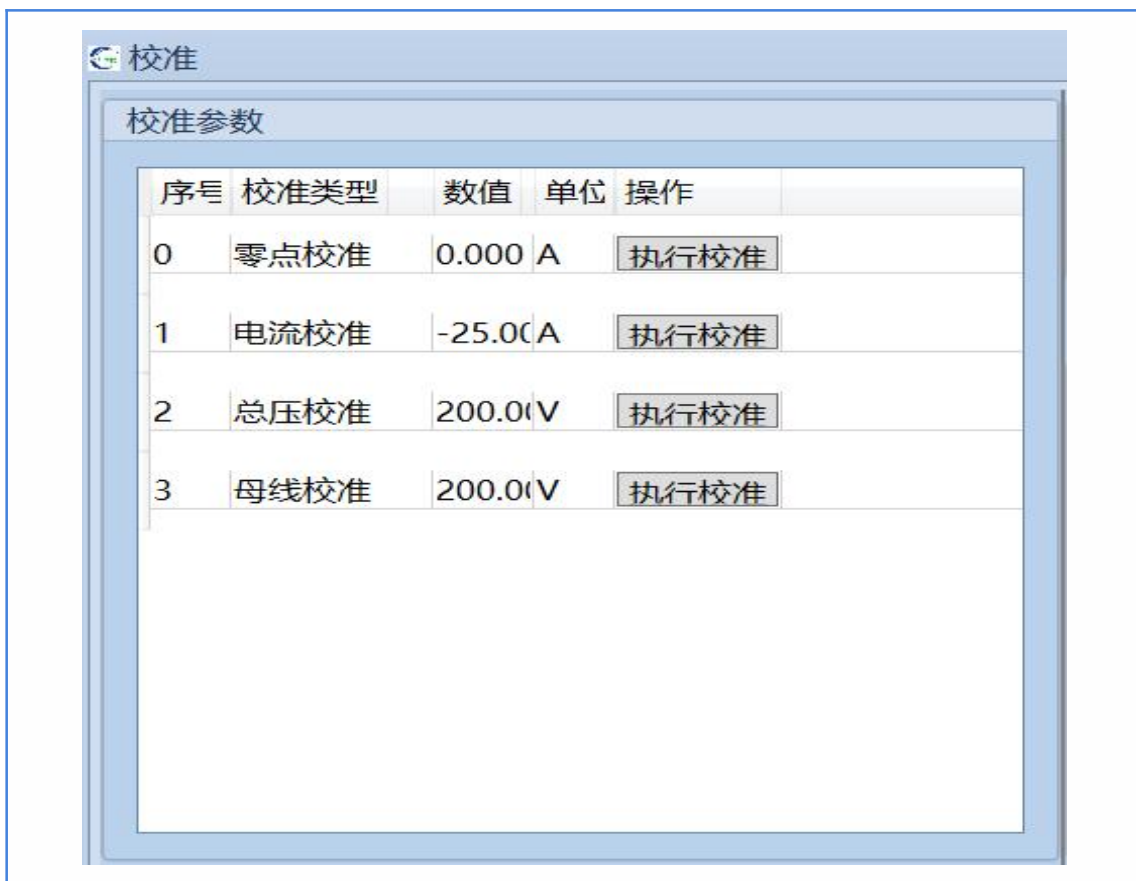 校准
校准参数
序号 校准类型 数值 单位 操作
0 零点校准 0.000 A 执行校准
1 电流校准 -25.0 A 执行校准
2 总压校准 200.0 V 执行校准
3 母线校准 200.0 V 执行校准